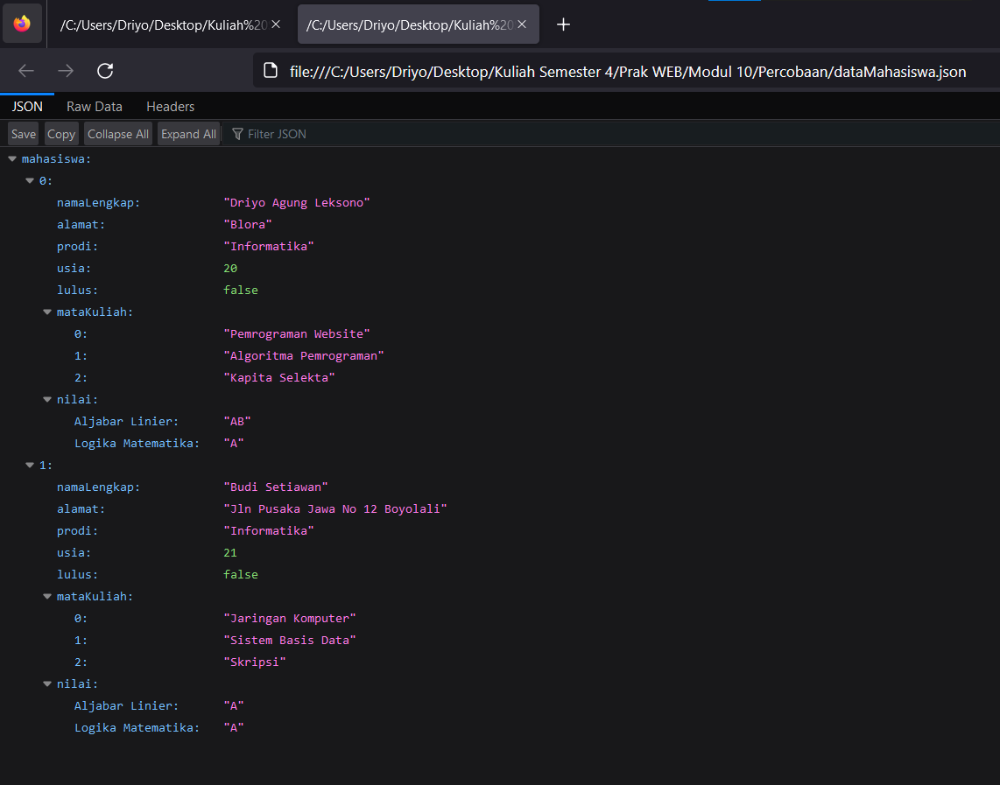 /C:/Users/Driyo/Desktop/Kuliah%20 /C:/Users/Driyo/Desktop/Kuliah%20
file:///C:/Users/Driyo/Desktop/Kuliah Semester 4/Prak WEB/Modul 10/Percobaan/dataMahasiswa.json
JSON Raw Data Headers
Save Copy Collapse All Expand All Filter JSON
mahasiswa:
0:
namaLengkap: "Driyo Agung Leksono"
alamat: "Blora"
prodi: "Informatika"
usia: 20
lulus: false
mataKuliah:
0: "Pemrograman Website"
1: "Algoritma Pemrograman"
2: "Kapita Selekta"
nilai:
Aljabar Linier: "AB"
Logika Matematika: "A"
1:
namaLengkap: "Budi Setiawan"
alamat: "Jln Pusaka Jawa No 12 Boyolali"
prodi: "Informatika"
usia: 21
lulus: false
mataKuliah:
0: "Jaringan Komputer"
1: "Sistem Basis Data"
2: "Skripsi"
nilai:
Aljabar Linier: "A"
Logika Matematika: "A"